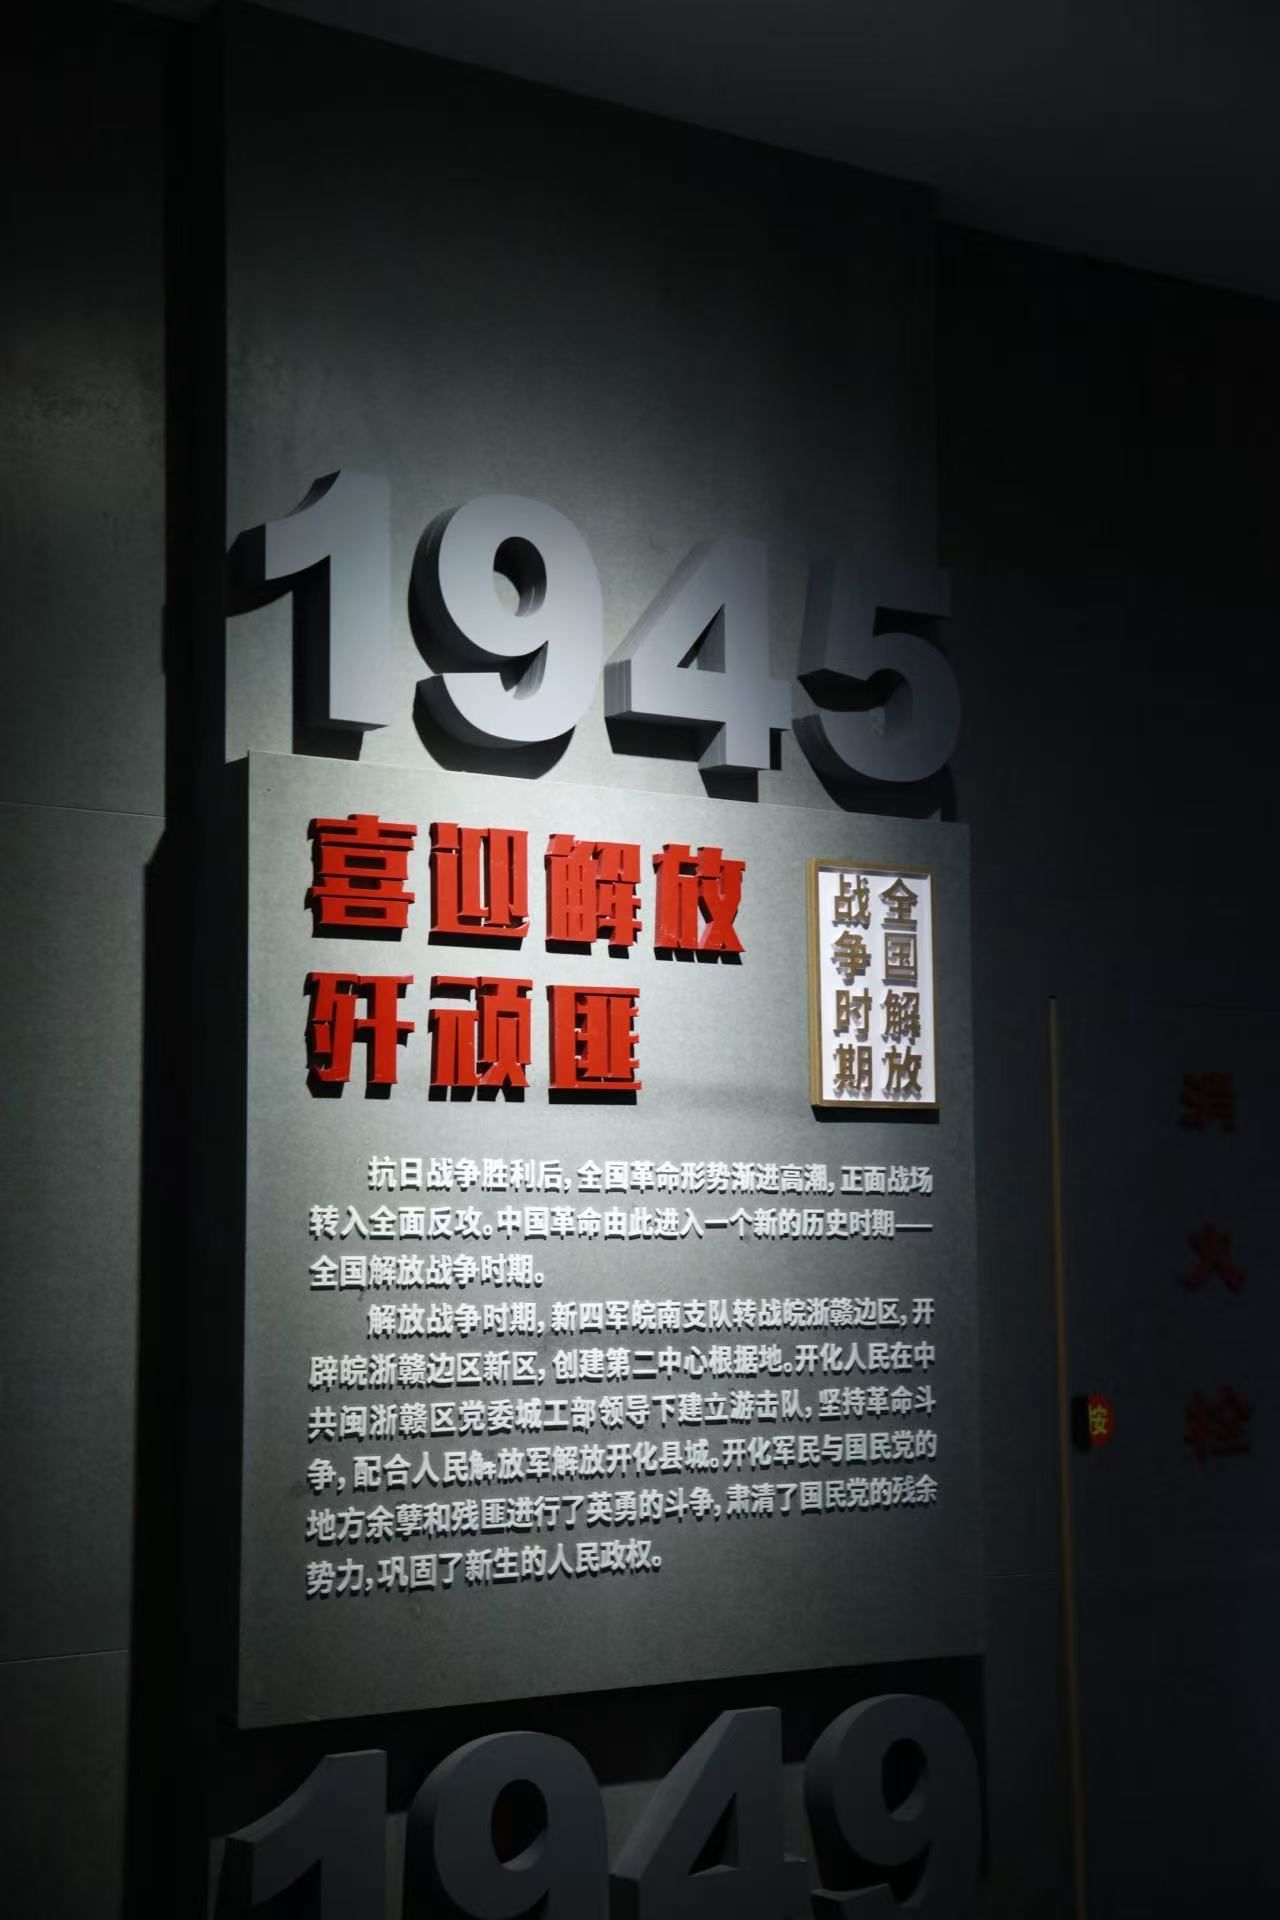 1945
喜迎解放
歼顽匪
全国解放
战争时期
抗日战争胜利后，全国革命形势渐进高潮，正面战场
转入全面反攻。中国革命由此进入一个新的历史时期——
全国解放战争时期。
解放战争时期，新四军皖南支队转战皖浙赣边区，开
辟皖浙赣边区新区，创建第二中心根据地。开化人民在中
共闽浙赣区党委城工部领导下建立游击队，坚持革命斗
争，配合人民解放军解放开化县城。开化军民与国民党的
地方余孽和残匪进行了英勇的斗争，肃清了国民党的残余
势力，巩固了新生的人民政权。
1949
消
火
栓
按